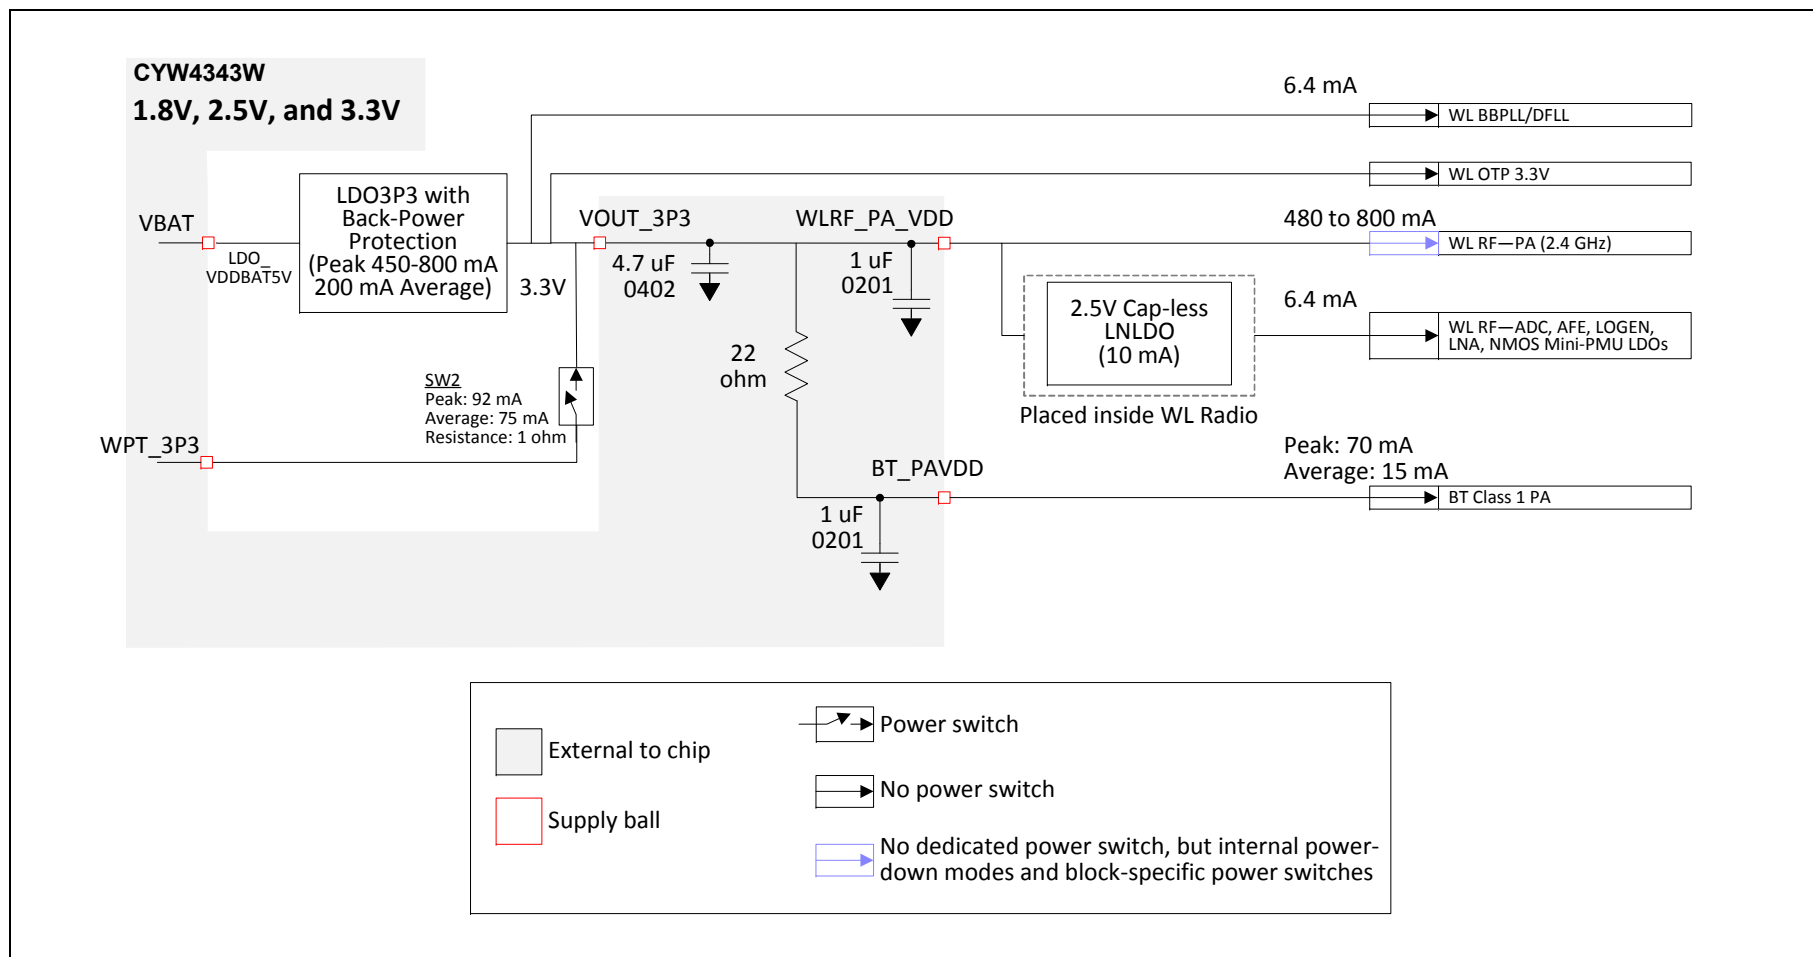 CYW4343W
1.8V, 2.5V, and 3.3V
6.4 mA
WL BBPLL/DFLL
WL OTP 3.3V
VBAT
LDO_
VDDBAT5V
LDO3P3 with
Back-Power
Protection
(Peak 450-800 mA
200 mA Average)
3.3V
VOUT_3P3
WLRF_PA_VDD
480 to 800 mA
WL RF—PA (2.4 GHz)
4.7 uF
0402
1 uF
0201
2.5V Cap-less
LNLDO
(10 mA)
Placed inside WL Radio
6.4 mA
WL RF—ADC, AFE, LOGEN,
LNA, NMOS Mini-PMU LDOs
22
ohm
SW2
Peak: 92 mA
Average: 75 mA
Resistance: 1 ohm
WPT_3P3
BT_PAVDD
Peak: 70 mA
Average: 15 mA
BT Class 1 PA
1 uF
0201
External to chip
Supply ball
Power switch
No power switch
No dedicated power switch, but internal power-
down modes and block-specific power switches